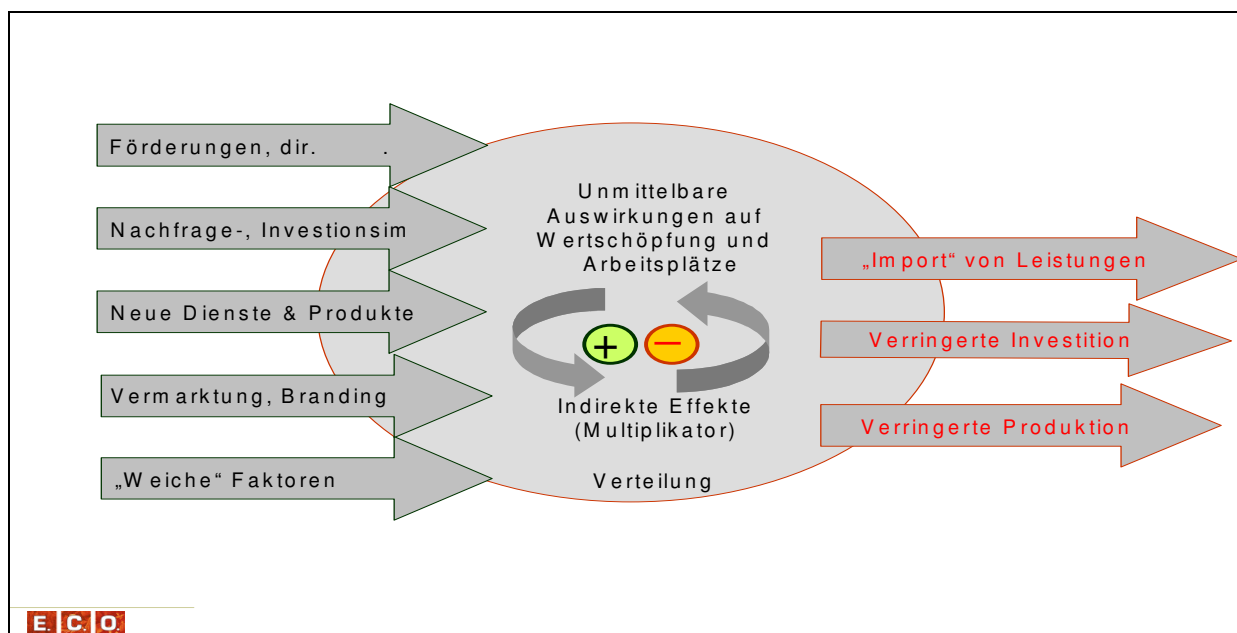 Förderungen, dir. .
Nachfrage-, Investionsim
Neue Dienste & Produkte
Vermarktung, Branding
„Weiche“ Faktoren
Unmittelbare
Auswirkungen auf
Wertschöpfung und
Arbeitsplätze
+ −
Indirekte Effekte
(Multiplikator)
Verteilung
„Import“ von Leistungen
Verringerte Investition
Verringerte Produktion
E.C.O.